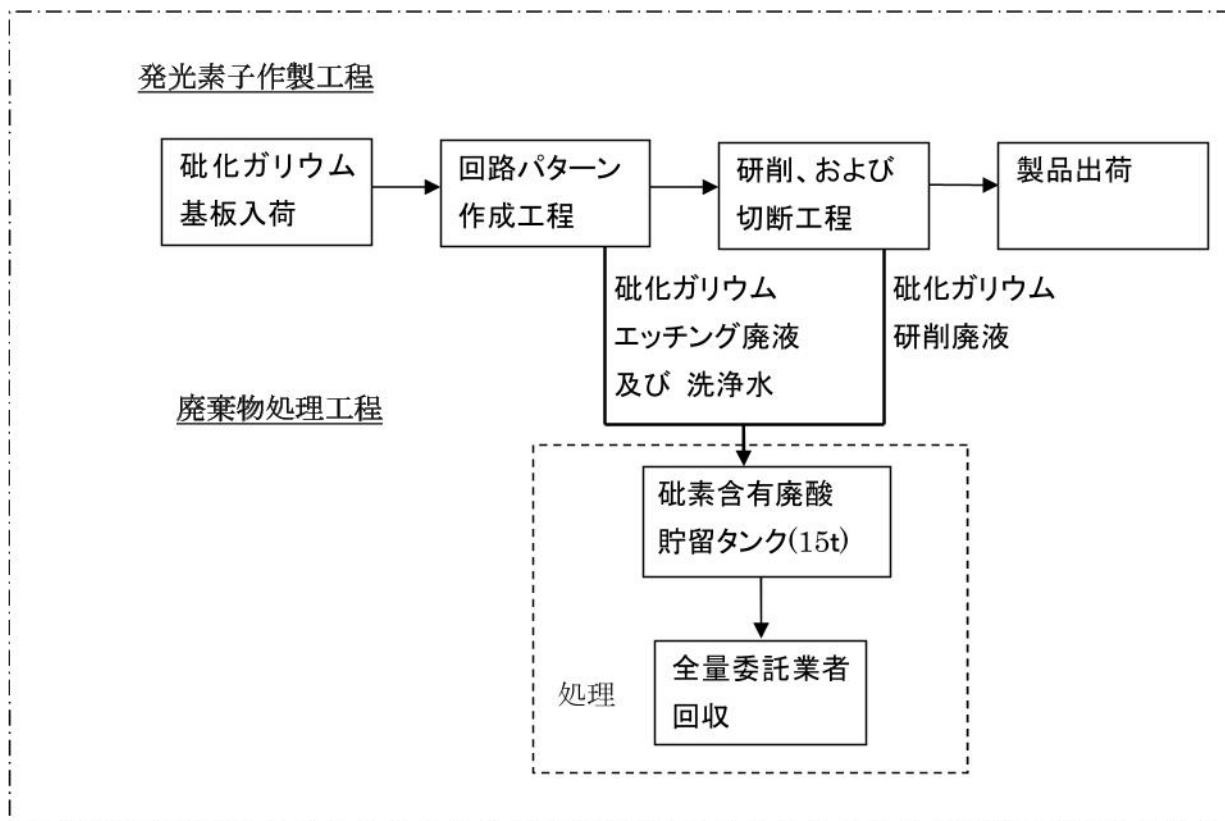 発光素子作製工程
砒化ガリウム
基板入荷
回路パターン
作成工程
研削、および
切断工程
製品出荷
砒化ガリウム
エッチング廃液
及び 洗浄水
砒化ガリウム
研削廃液
廃棄物処理工程
砒素含有廃酸
貯留タンク(15t)
処理
全量委託業者
回収